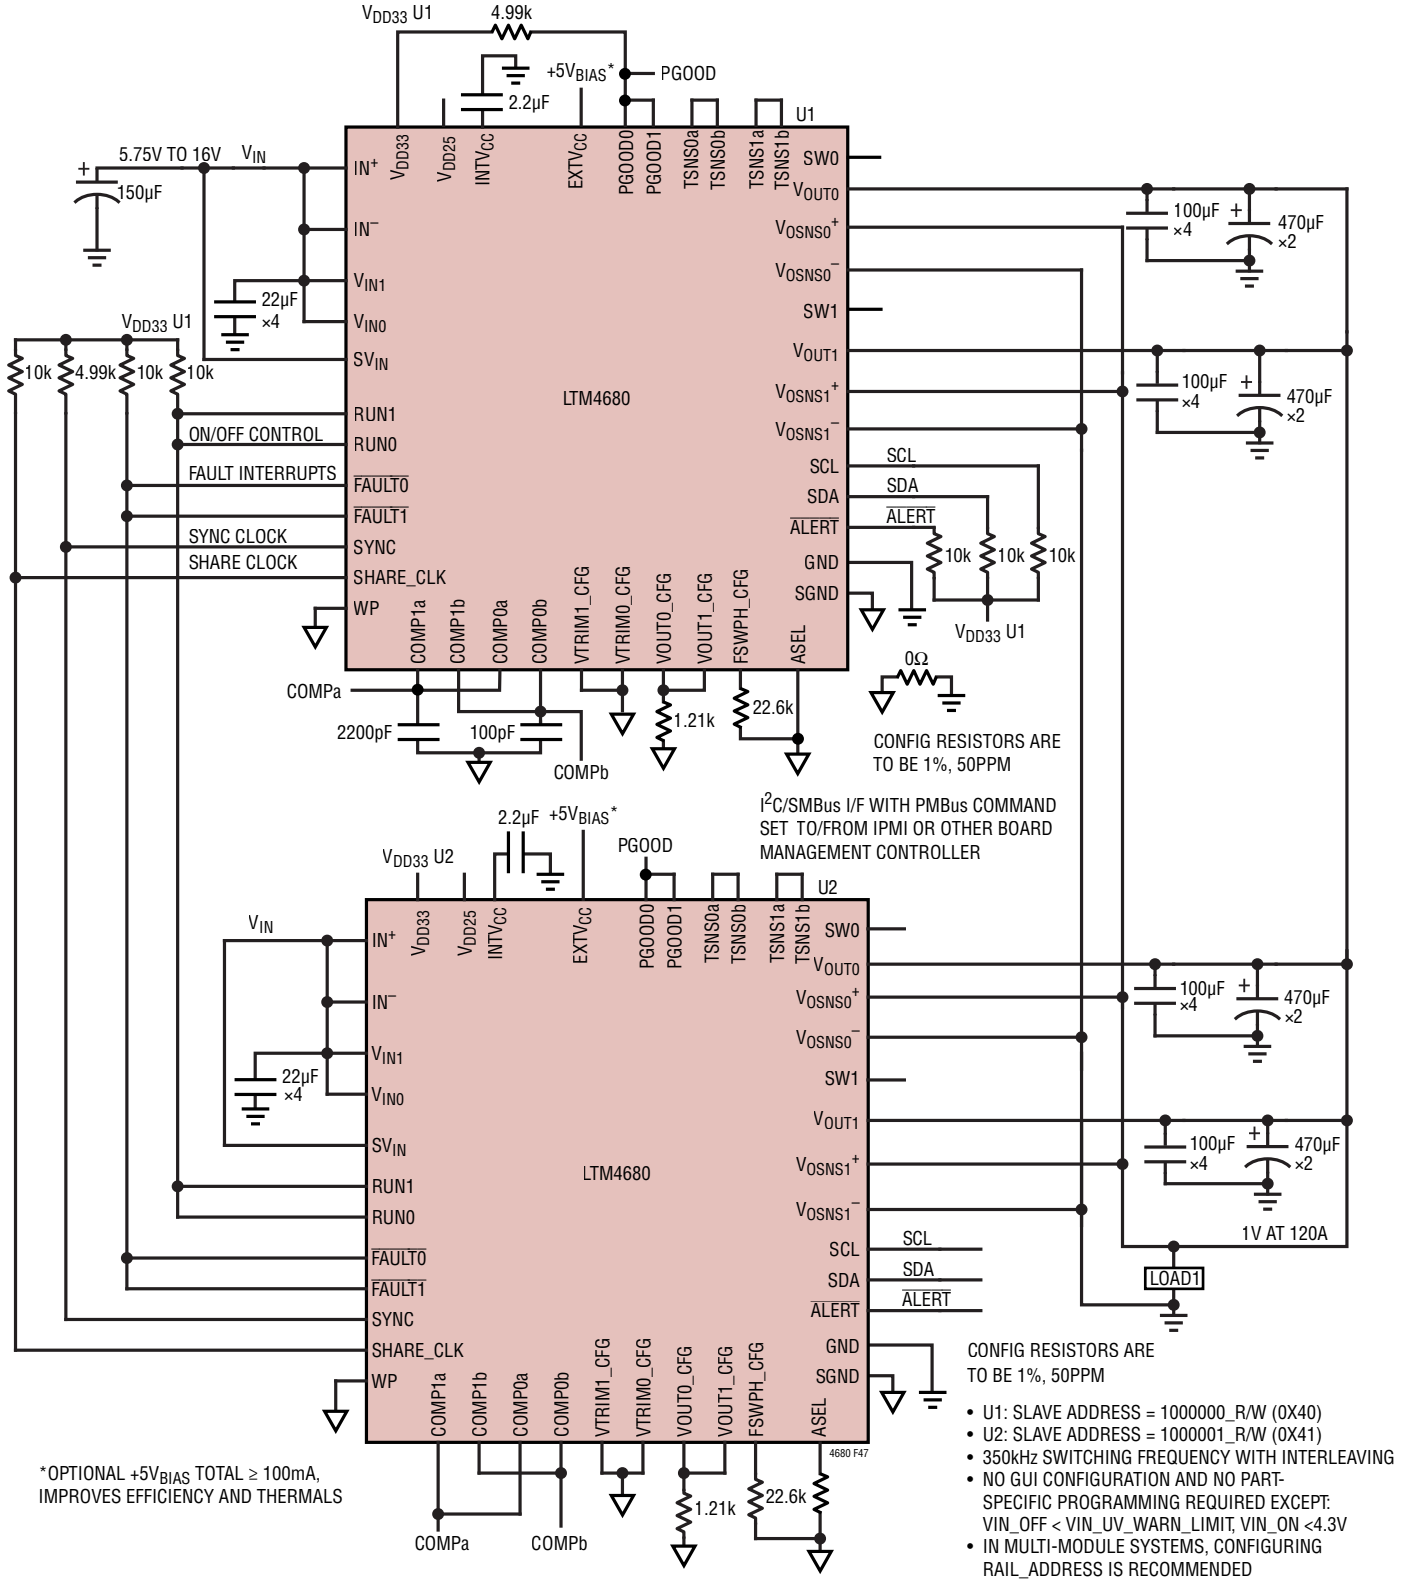 VDD33 U1
4.99k
+5VBIAS*
PGOOD
2.2µF
U1
VDD33
VDD25
INTVCC
EXTVCC
PGOOD0
PGOOD1
TSNS0a
TSNS0b
TSNS1a
TSNS1b
5.75V TO 16V
VIN
+
150µF
22µF
×4
IN+
IN–
VIN1
VIN0
SVIN
RUN1
RUN0
FAULT0
FAULT1
SYNC
SHARE_CLK
WP
VDD33 U1
10k
4.99k
10k
10k
ON/OFF CONTROL
FAULT INTERRUPTS
SYNC CLOCK
SHARE CLOCK
LTM4680
SW0
VOUT0
VOSNS0+
VOSNS0–
SW1
VOUT1
VOSNS1+
VOSNS1–
SCL
SDA
ALERT
GND
SGND
100µF
×4
+
470µF
×2
100µF
×4
+
470µF
×2
SCL
SDA
ALERT
10k
10k
10k
VDD33 U1
COMP1a
COMP1b
COMP0a
COMP0b
VTRIM1_CFG
VTRIM0_CFG
VOUT0_CFG
VOUT1_CFG
FSWPH_CFG
ASEL
COMPa
2200pF
100pF
COMPb
1.21k
22.6k
0Ω
CONFIG RESISTORS ARE
TO BE 1%, 50PPM
I2C/SMBus I/F WITH PMBus COMMAND
SET TO/FROM IPMI OR OTHER BOARD
MANAGEMENT CONTROLLER
VDD33 U2
2.2µF
+5VBIAS*
PGOOD
U2
VDD33
VDD25
INTVCC
EXTVCC
PGOOD0
PGOOD1
TSNS0a
TSNS0b
TSNS1a
TSNS1b
VIN
22µF
×4
IN+
IN–
VIN1
VIN0
SVIN
RUN1
RUN0
FAULT0
FAULT1
SYNC
SHARE_CLK
WP
LTM4680
SW0
VOUT0
VOSNS0+
VOSNS0–
SW1
VOUT1
VOSNS1+
VOSNS1–
SCL
SDA
ALERT
GND
SGND
100µF
×4
+
470µF
×2
100µF
×4
+
470µF
×2
1V AT 120A
LOAD1
SCL
SDA
ALERT
COMP1a
COMP1b
COMP0a
COMP0b
VTRIM1_CFG
VTRIM0_CFG
VOUT0_CFG
VOUT1_CFG
FSWPH_CFG
ASEL
4680 F47
COMPa
COMPb
1.21k
22.6k
*OPTIONAL +5VBIAS TOTAL ≥ 100mA,
IMPROVES EFFICIENCY AND THERMALS
CONFIG RESISTORS ARE
TO BE 1%, 50PPM
• U1: SLAVE ADDRESS = 1000000_R/W (0X40)
• U2: SLAVE ADDRESS = 1000001_R/W (0X41)
• 350kHz SWITCHING FREQUENCY WITH INTERLEAVING
• NO GUI CONFIGURATION AND NO PART-
SPECIFIC PROGRAMMING REQUIRED EXCEPT:
VIN_OFF < VIN_UV_WARN_LIMIT, VIN_ON <4.3V
• IN MULTI-MODULE SYSTEMS, CONFIGURING
RAIL_ADDRESS IS RECOMMENDED